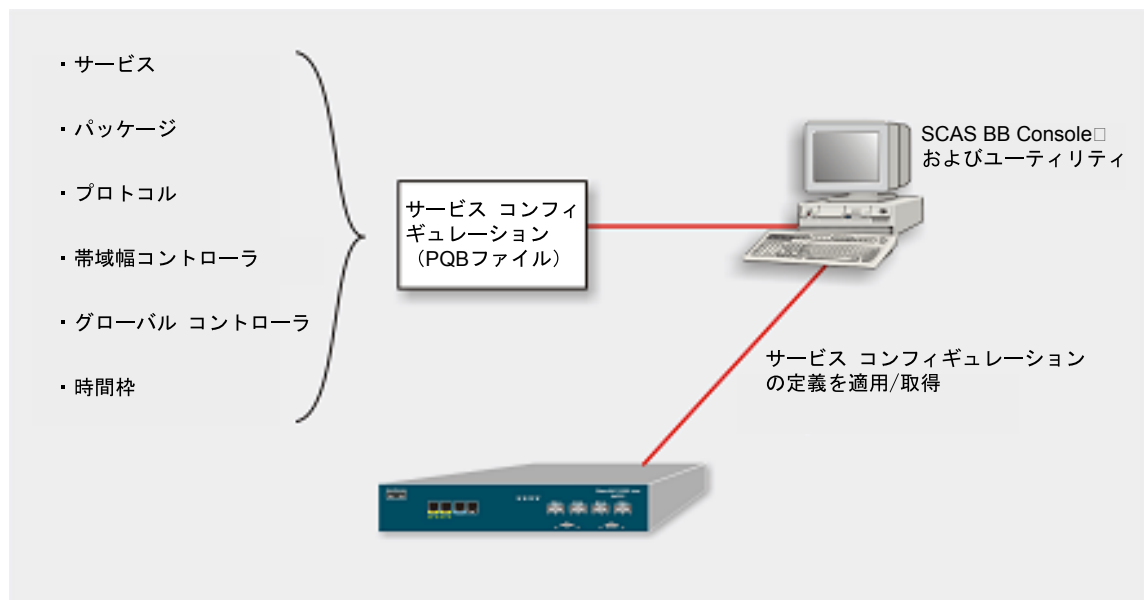 ・サービス
・パッケージ
・プロトコル
・帯域幅コントローラ
・グローバル コントローラ
・時間枠
サービス コンフィ
ギュレーション
（PQBファイル）
SCAS BB Console□
およびユーティリティ
サービス コンフィギュレーション
の定義を適用/取得